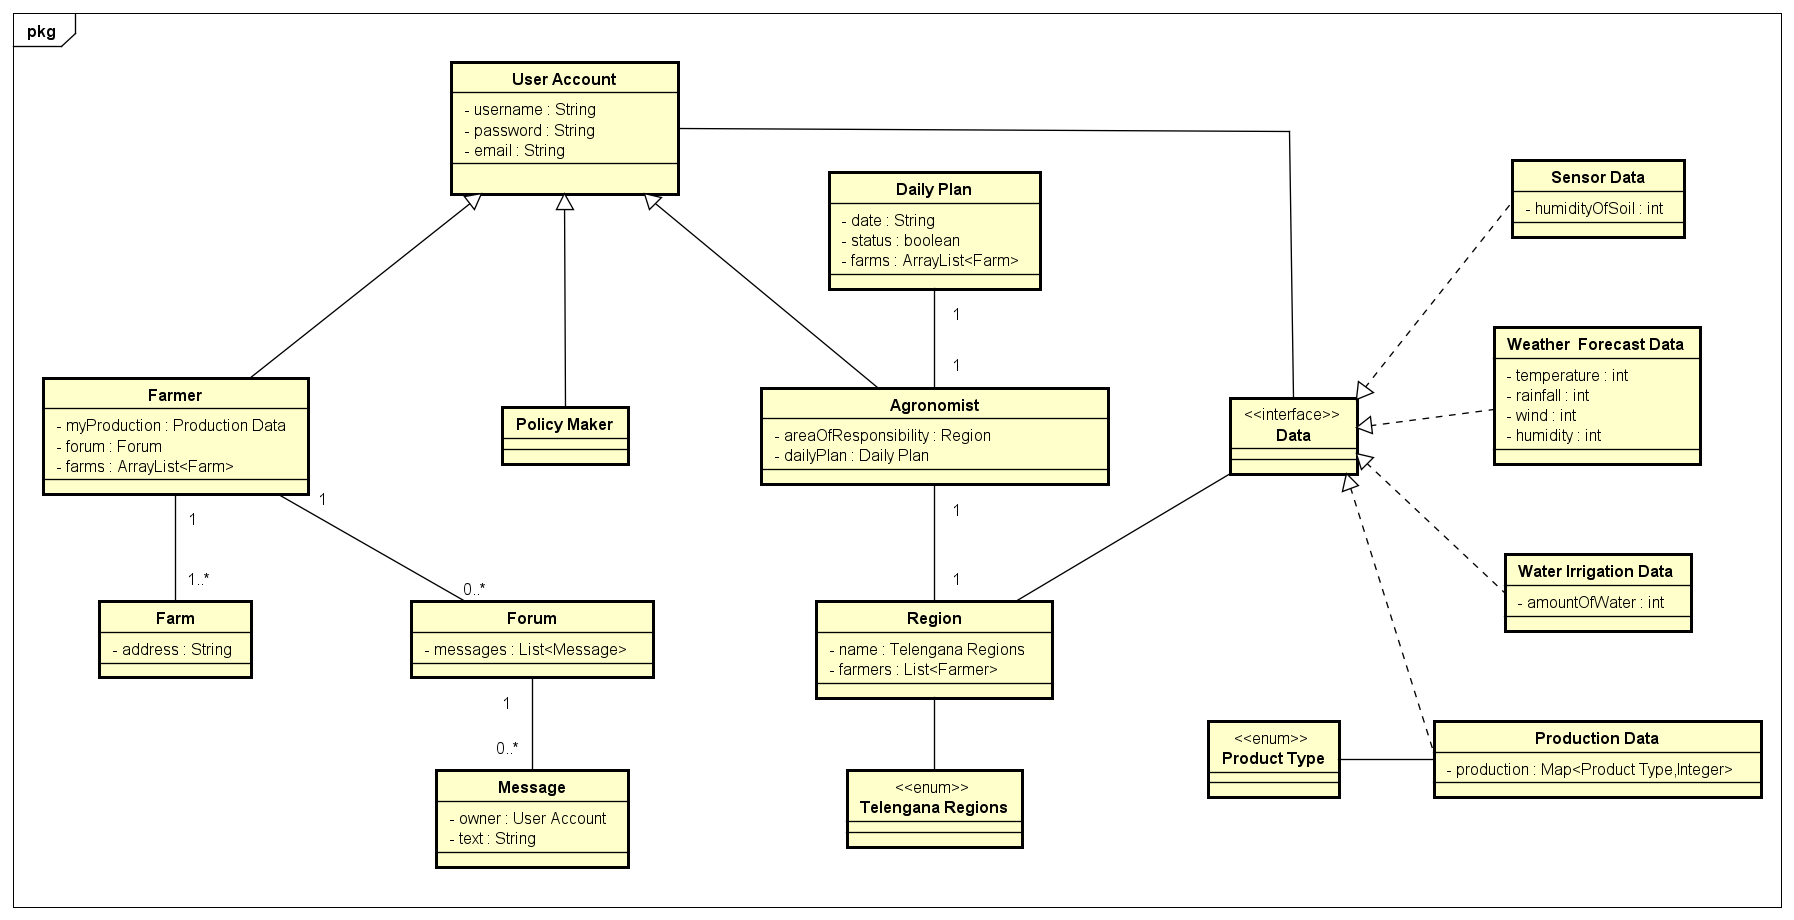 pkg
User Account
- username : String
- password : String
- email : String
Daily Plan
- date : String
- status : boolean
- farms : ArrayList<Farm>
1
1
Sensor Data
- humidityOfSoil : int
Weather  Forecast Data
- temperature : int
- rainfall : int
- wind : int
- humidity : int
Farmer
- myProduction : Production Data
- forum : Forum
- farms : ArrayList<Farm>
Policy Maker
Agronomist
- areaOfResponsibility : Region
- dailyPlan : Daily Plan
<<interface>>
Data
1
1
1
1..*
0..*
1
Farm
- address : String
Forum
- messages : List<Message>
Region
- name : Telengana Regions
- farmers : List<Farmer>
Water Irrigation Data
- amountOfWater : int
1
0..*
Message
- owner : User Account
- text : String
<<enum>>
Telengana Regions
<<enum>>
Product Type
Production Data
- production : Map<Product Type,Integer>